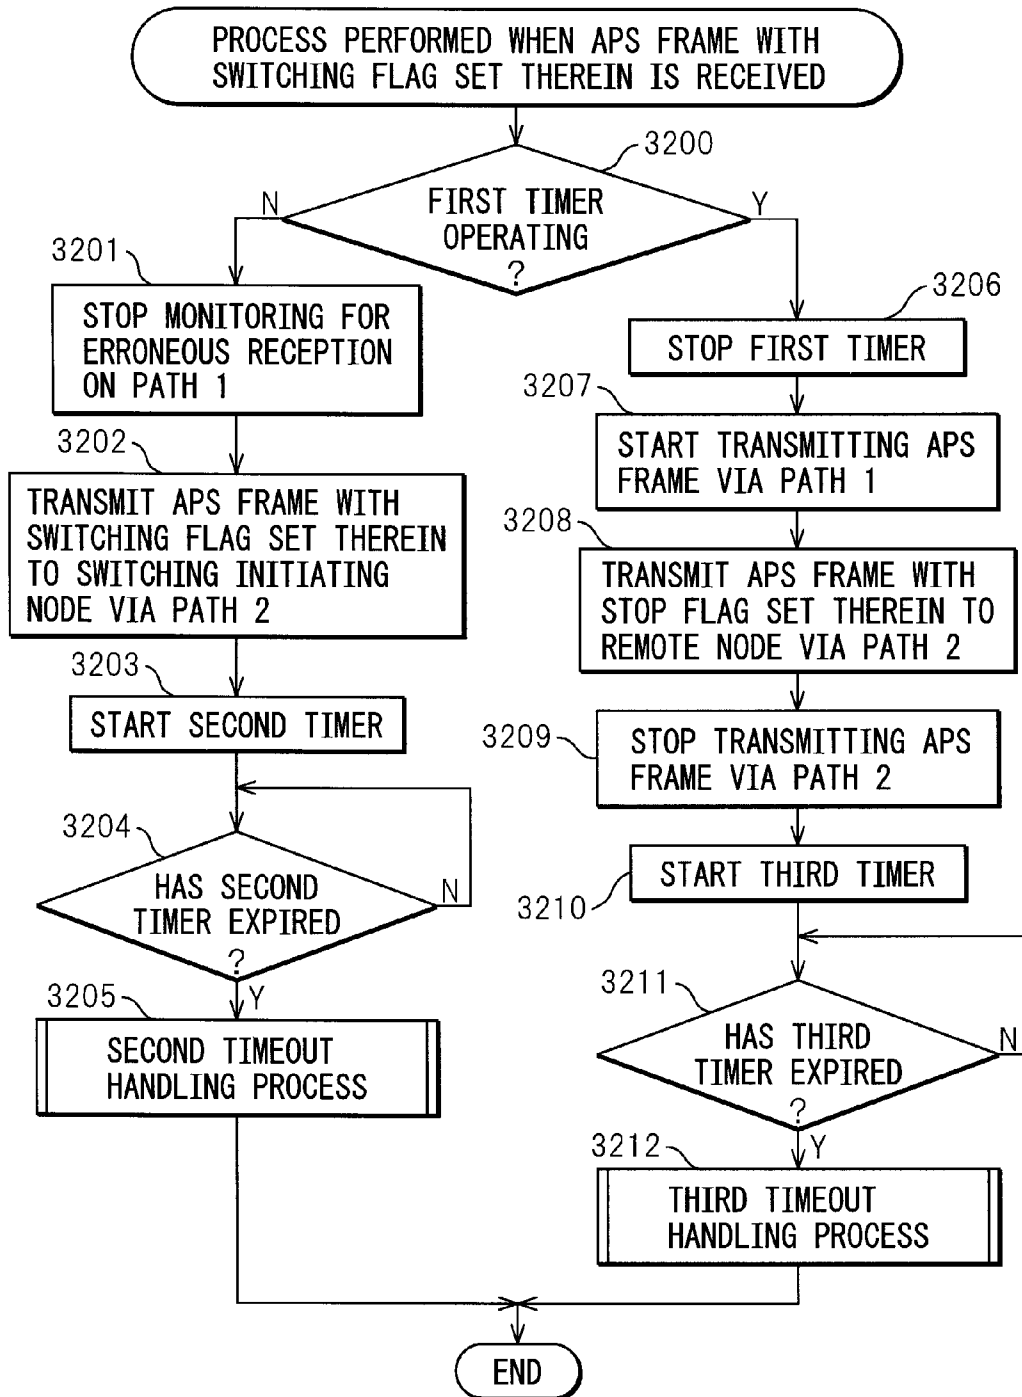 PROCESS PERFORMED WHEN APS FRAME WITH
SWITCHING FLAG SET THEREIN IS RECEIVED
3200
FIRST TIMER
OPERATING
?
N
Y
3201
STOP MONITORING FOR
ERRONEOUS RECEPTION
ON PATH 1
3202
TRANSMIT APS FRAME WITH
SWITCHING FLAG SET THEREIN
TO SWITCHING INITIATING
NODE VIA PATH 2
3203
START SECOND TIMER
3204
HAS SECOND
TIMER EXPIRED
?
N
Y
3205
SECOND TIMEOUT
HANDLING PROCESS
3206
STOP FIRST TIMER
3207
START TRANSMITTING APS
FRAME VIA PATH 1
3208
TRANSMIT APS FRAME WITH
STOP FLAG SET THEREIN TO
REMOTE NODE VIA PATH 2
3209
STOP TRANSMITTING APS
FRAME VIA PATH 2
START THIRD TIMER
3210
3211
HAS THIRD
TIMER EXPIRED
?
N
Y
3212
THIRD TIMEOUT
HANDLING PROCESS
END